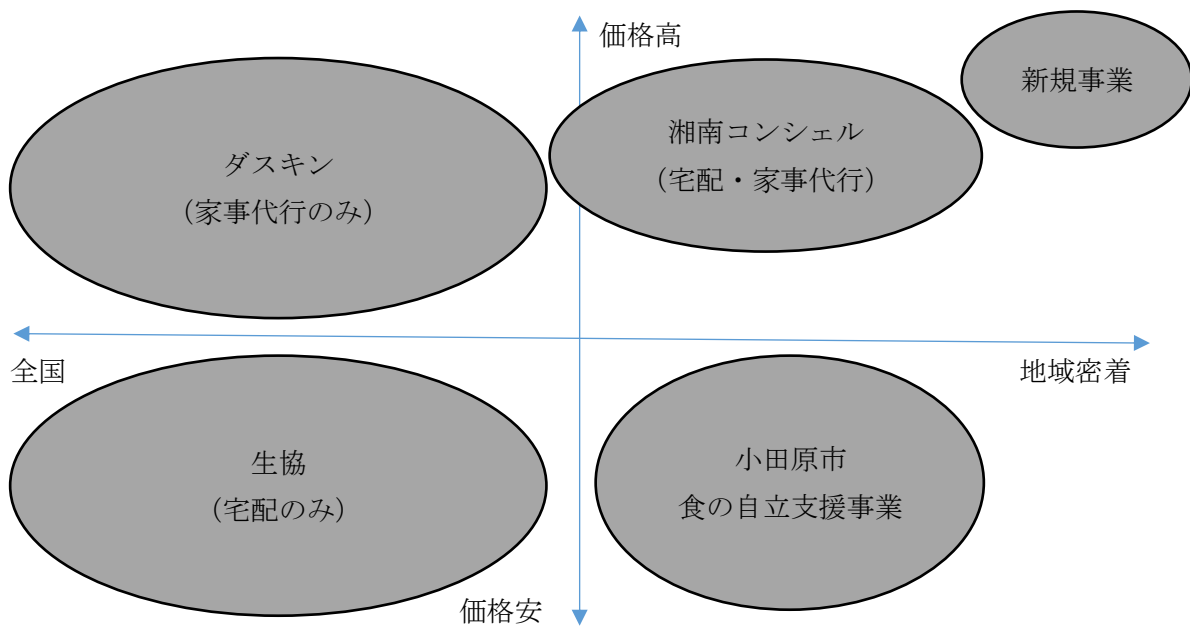 価格高
新規事業
湘南コンシェル
（宅配・家事代行）
ダスキン
（家事代行のみ）
全国
地域密着
生協
（宅配のみ）
小田原市
食の自立支援事業
価格安